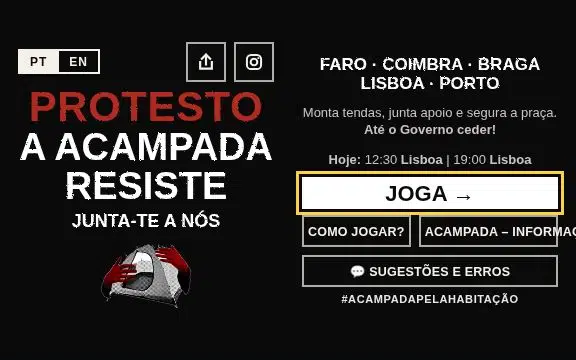 PT EN
PROTESTO
A ACAMPADA
RESISTE
JUNTA-TE A NÓS
FARO · COIMBRA · BRAGA
LISBOA · PORTO
Monta tendas, junta apoio e segura a praça.
Até o Governo ceder!
Hoje: 12:30 Lisboa | 19:00 Lisboa
JOGA →
COMO JOGAR? ACAMPADA – INFORMAÇ
💬 SUGESTÕES E ERROS
#ACAMPADAPELAHABITAÇÃO